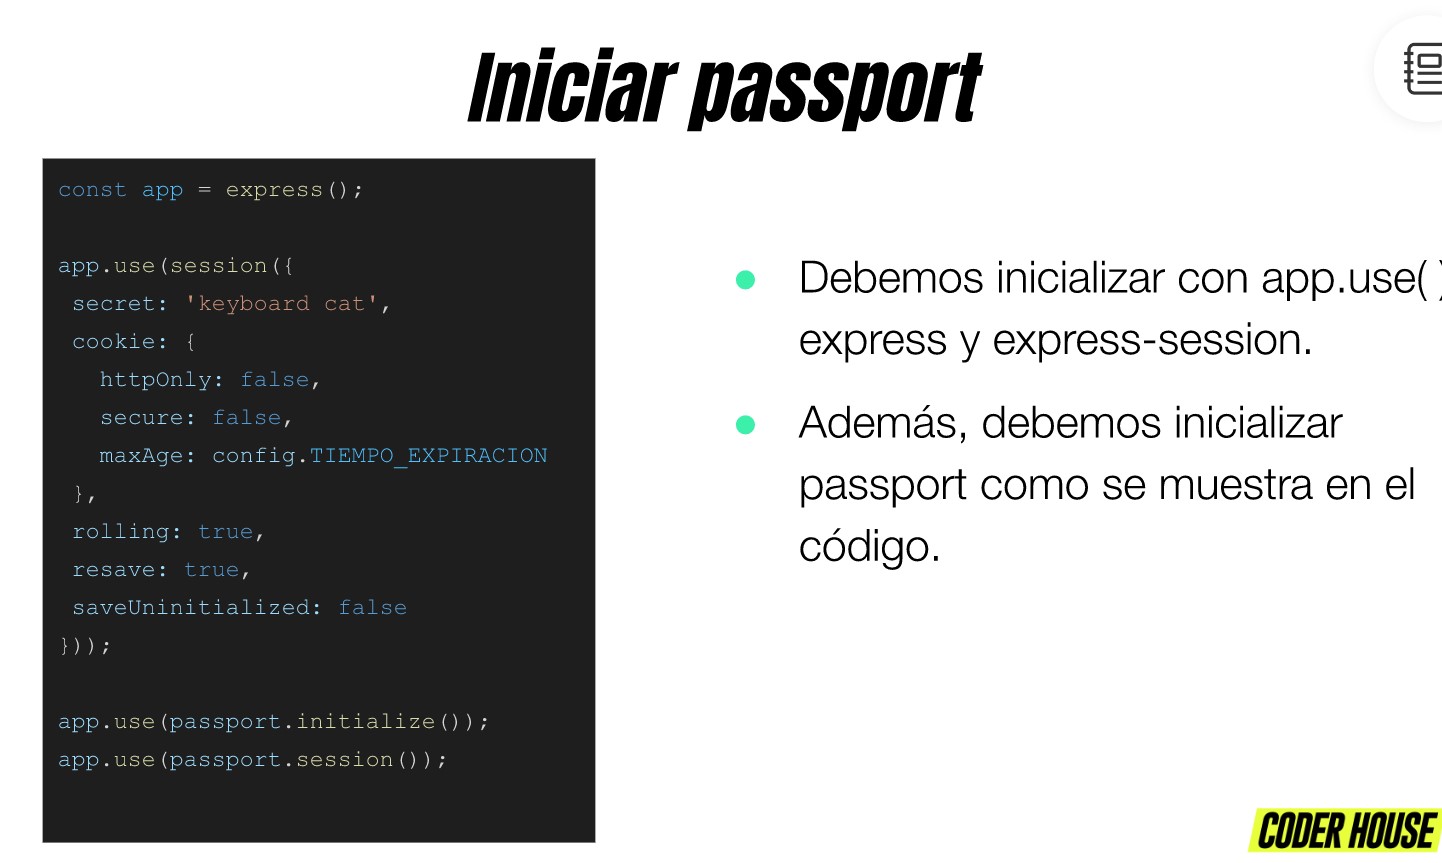 Iniciar passport
const app = express();
app.use(session({
secret: 'keyboard cat',
cookie: {
httpOnly: false,
secure: false,
maxAge: config.TIEMPO_EXPIRACION
},
rolling: true,
resave: true,
saveUninitialized: false
}));
app.use(passport.initialize());
app.use(passport.session());
Debemos inicializar con app.use( )
express y express-session.
Además, debemos inicializar
passport como se muestra en el
código.
CODER HOUSE